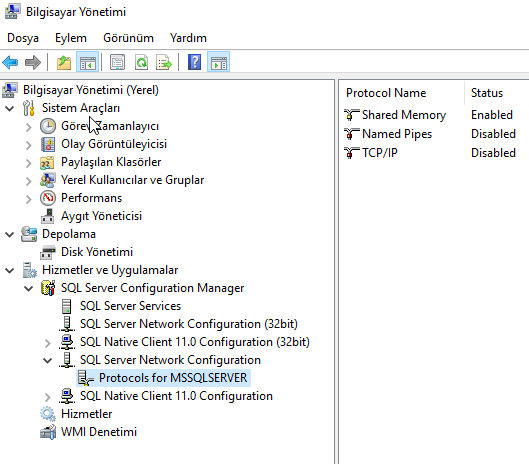 Bilgisayar Yönetimi
Dosya Eylem Görünüm Yardım
Bilgisayar Yönetimi (Yerel)
Sistem Araçları
Görev Zamanlayıcı
Olay Görüntüleyicisi
Paylaşılan Klasörler
Yerel Kullanıcılar ve Gruplar
Performans
Aygıt Yöneticisi
Depolama
Disk Yönetimi
Hizmetler ve Uygulamalar
SQL Server Configuration Manager
SQL Server Services
SQL Server Network Configuration (32bit)
SQL Native Client 11.0 Configuration (32bit)
SQL Server Network Configuration
Protocols for MSSQLSERVER
SQL Native Client 11.0 Configuration
Hizmetler
WMI Denetimi
Protocol Name Status
Shared Memory Enabled
Named Pipes Disabled
TCP/IP Disabled